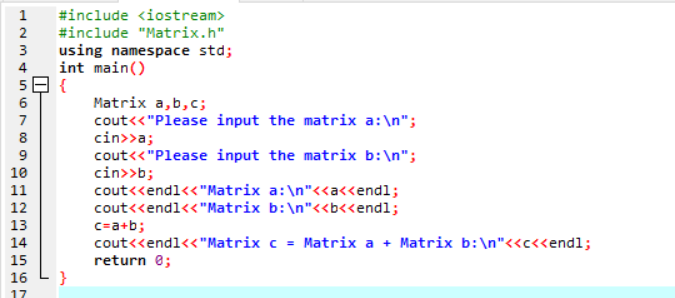 1 #include <iostream>
2 #include "Matrix.h"
3 using namespace std;
4 int main()
5 {
6 Matrix a,b,c;
7 cout<<"Please input the matrix a:\n";
8 cin>>a;
9 cout<<"Please input the matrix b:\n";
10 cin>>b;
11 cout<<endl<<"Matrix a:\n"<<a<<endl;
12 cout<<endl<<"Matrix b:\n"<<b<<endl;
13 c=a+b;
14 cout<<endl<<"Matrix c = Matrix a + Matrix b:\n"<<c<<endl;
15 return 0;
16 }
17